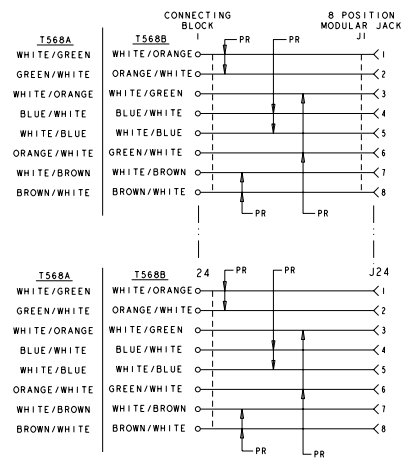 CONNECTING BLOCK
8 POSITION MODULAR JACK
T568A T568B 1 PR PR J1
WHITE/GREEN WHITE/ORANGE 1
GREEN/WHITE ORANGE/WHITE 2
WHITE/ORANGE WHITE/GREEN 3
BLUE/WHITE BLUE/WHITE 4
WHITE/BLUE WHITE/BLUE 5
ORANGE/WHITE GREEN/WHITE 6
WHITE/BROWN WHITE/BROWN 7
BROWN/WHITE BROWN/WHITE 8
PR PR
T568A T568B 24 PR PR J24
WHITE/GREEN WHITE/ORANGE 1
GREEN/WHITE ORANGE/WHITE 2
WHITE/ORANGE WHITE/GREEN 3
BLUE/WHITE BLUE/WHITE 4
WHITE/BLUE WHITE/BLUE 5
ORANGE/WHITE GREEN/WHITE 6
WHITE/BROWN WHITE/BROWN 7
BROWN/WHITE BROWN/WHITE 8
PR PR